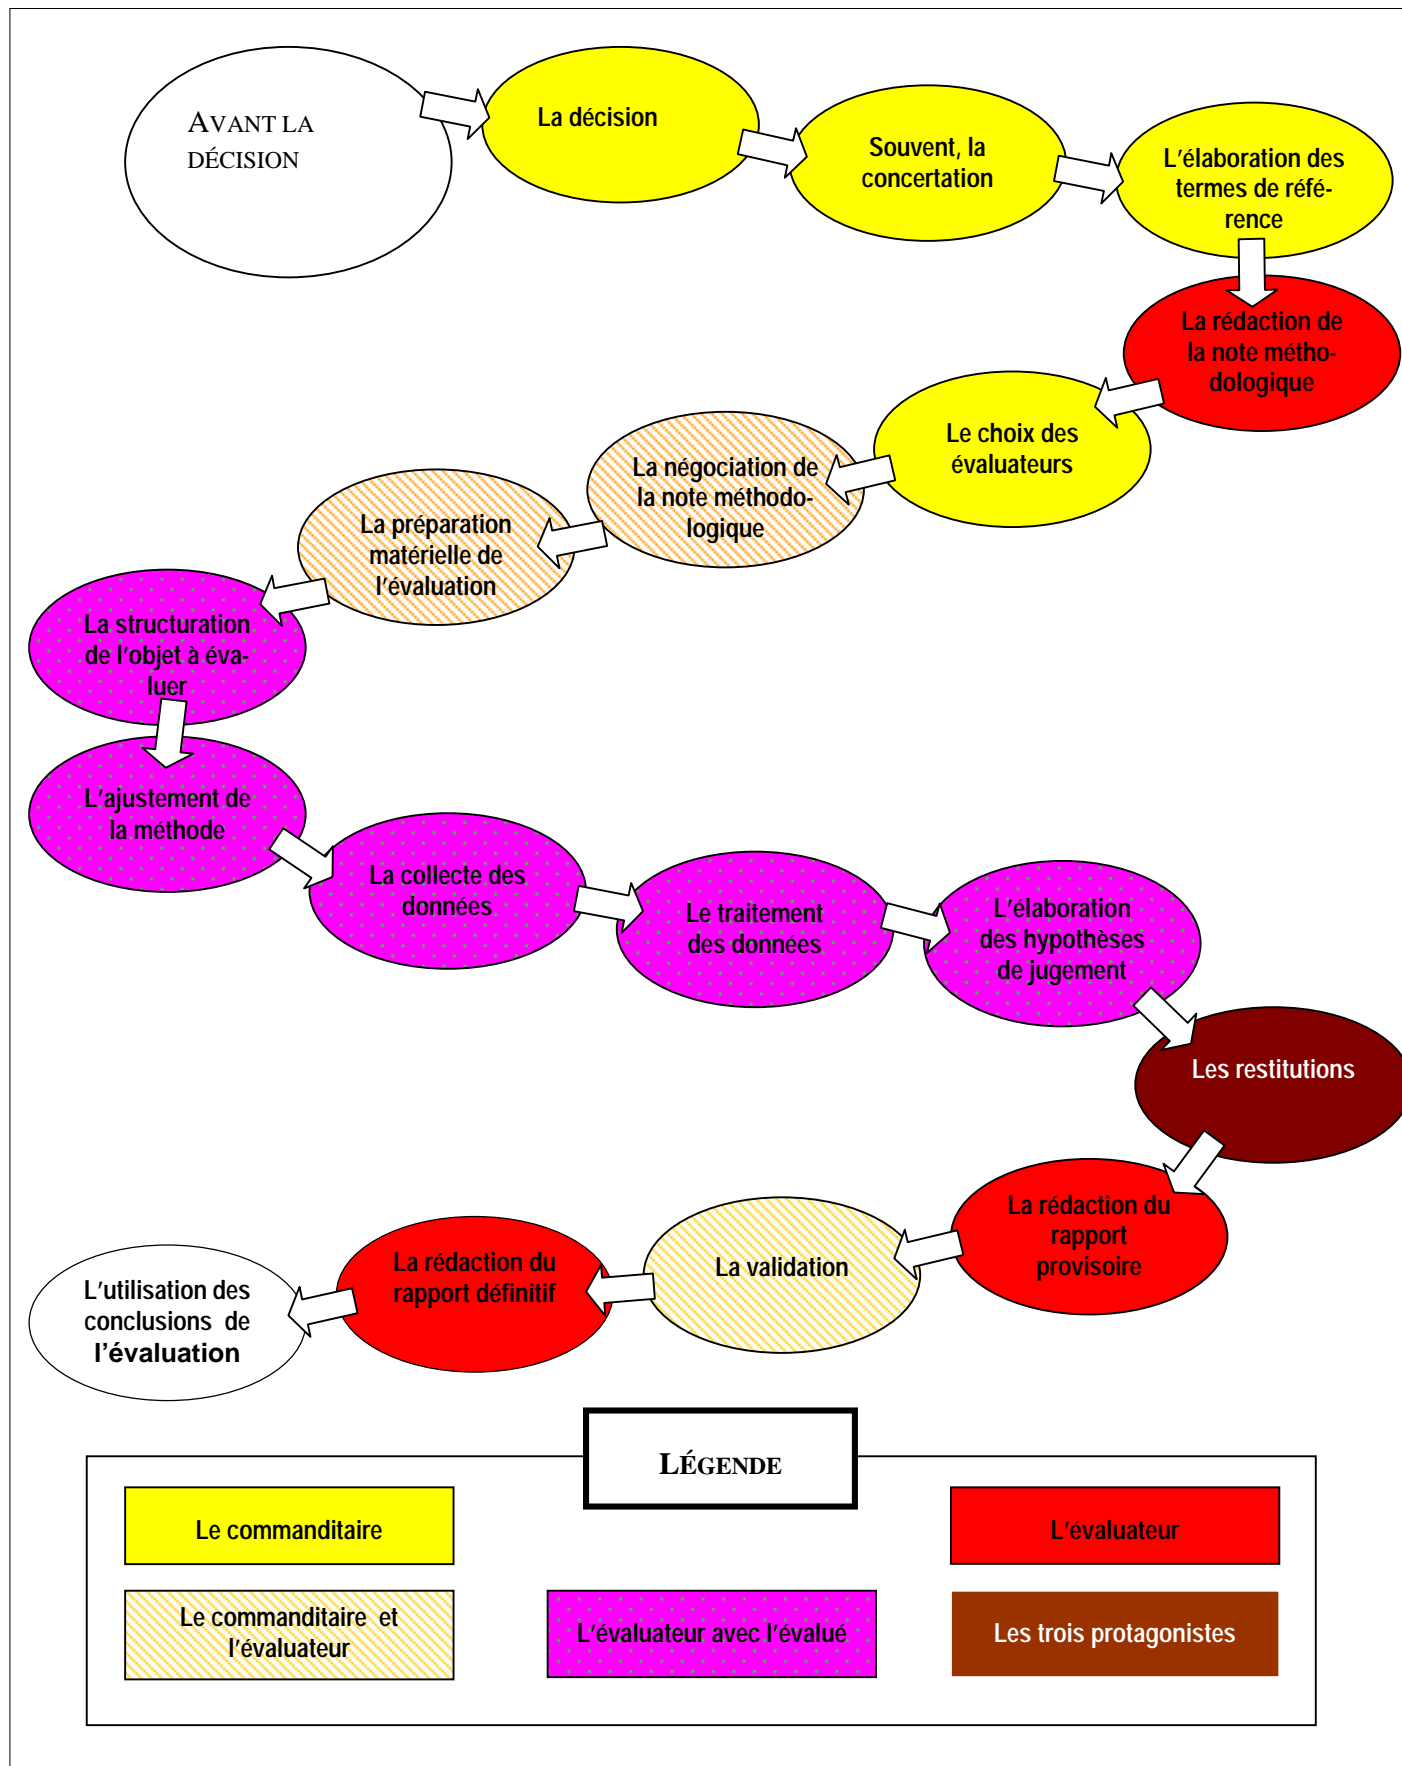 AVANT LA
DÉCISION
La décision
Souvent, la
concertation
L'élaboration des
termes de réfé-
rence
La rédaction de
la note métho-
dologique
Le choix des
évaluateurs
La négociation de
la note méthodo-
logique
La préparation
matérielle de
l'évaluation
La structuration
de l'objet à éva-
luer
L'ajustement de
la méthode
La collecte des
données
Le traitement
des données
L'élaboration
des hypothèses
de jugement
Les restitutions
La rédaction du
rapport
provisoire
La validation
La rédaction du
rapport définitif
L'utilisation des
conclusions de
l'évaluation
LÉGENDE
Le commanditaire
L'évaluateur
Le commanditaire et
l'évaluateur
L'évaluateur avec l'évalué
Les trois protagonistes